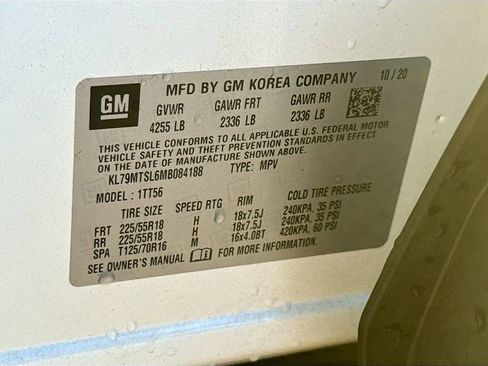 GM
MFD BY GM KOREA COMPANY 10/20
GVWR GAWR FRT GAWR RR
4255 LB 2336 LB 2336 LB
THIS VEHICLE CONFORMS TO ALL APPLICABLE U.S. FEDERAL MOTOR
VEHICLE SAFETY AND THEFT PREVENTION STANDARDS IN EFFECT
ON THE DATE OF MANUFACTURE SHOWN ABOVE.
KL79MTSL6MB084188 TYPE: MPV
MODEL : 1TT56
TIRE SIZE SPEED RTG RIM COLD TIRE PRESSURE
FRT 225/55R18 H 18x7.5J 240KPA, 35 PSI
RR 225/55R18 H 18x7.5J 240KPA, 35 PSI
SPA T125/70R16 M 16x4.0BT 420KPA, 60 PSI
SEE OWNER'S MANUAL FOR MORE INFORMATION.